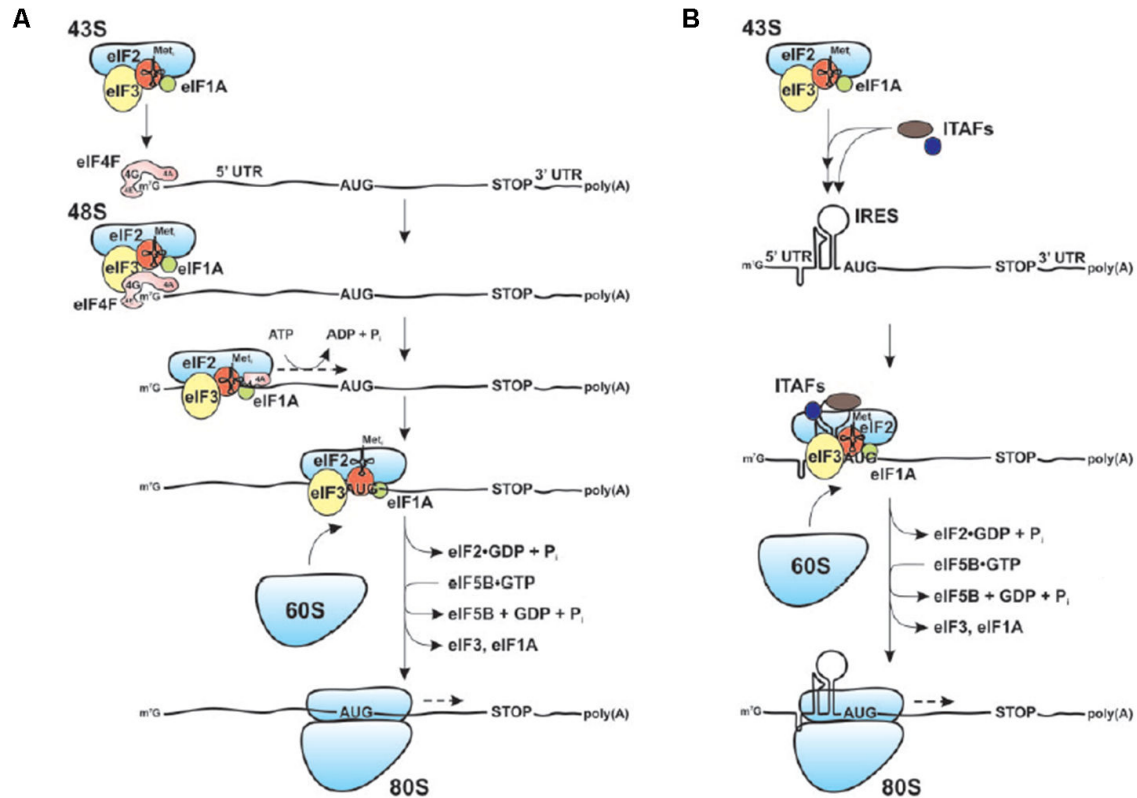 A
43S
eIF2
Met i
eIF3
eIF1A
eIF4F
4G
4A
4E
m7G
5' UTR
AUG
STOP
3' UTR
poly(A)
48S
eIF2
Met i
eIF3
eIF1A
4G
4A
eIF4F
4E
m7G
AUG
STOP
poly(A)
ATP
ADP + Pi
eIF2
Met i
4A
eIF3
eIF1A
m7G
AUG
STOP
poly(A)
Met i
eIF2
eIF3
AUG
eIF1A
m7G
STOP
poly(A)
60S
eIF2•GDP + Pi
eIF5B•GTP
eIF5B + GDP + Pi
eIF3, eIF1A
m7G
AUG
STOP
poly(A)
80S
B
43S
eIF2
Met i
eIF3
eIF1A
ITAFs
IRES
m7G
5' UTR
AUG
STOP
3' UTR
poly(A)
ITAFs
Met i
eIF2
eIF3
AUG
eIF1A
m7G
STOP
poly(A)
60S
eIF2•GDP + Pi
eIF5B•GTP
eIF5B + GDP + Pi
eIF3, eIF1A
m7G
AUG
STOP
poly(A)
80S